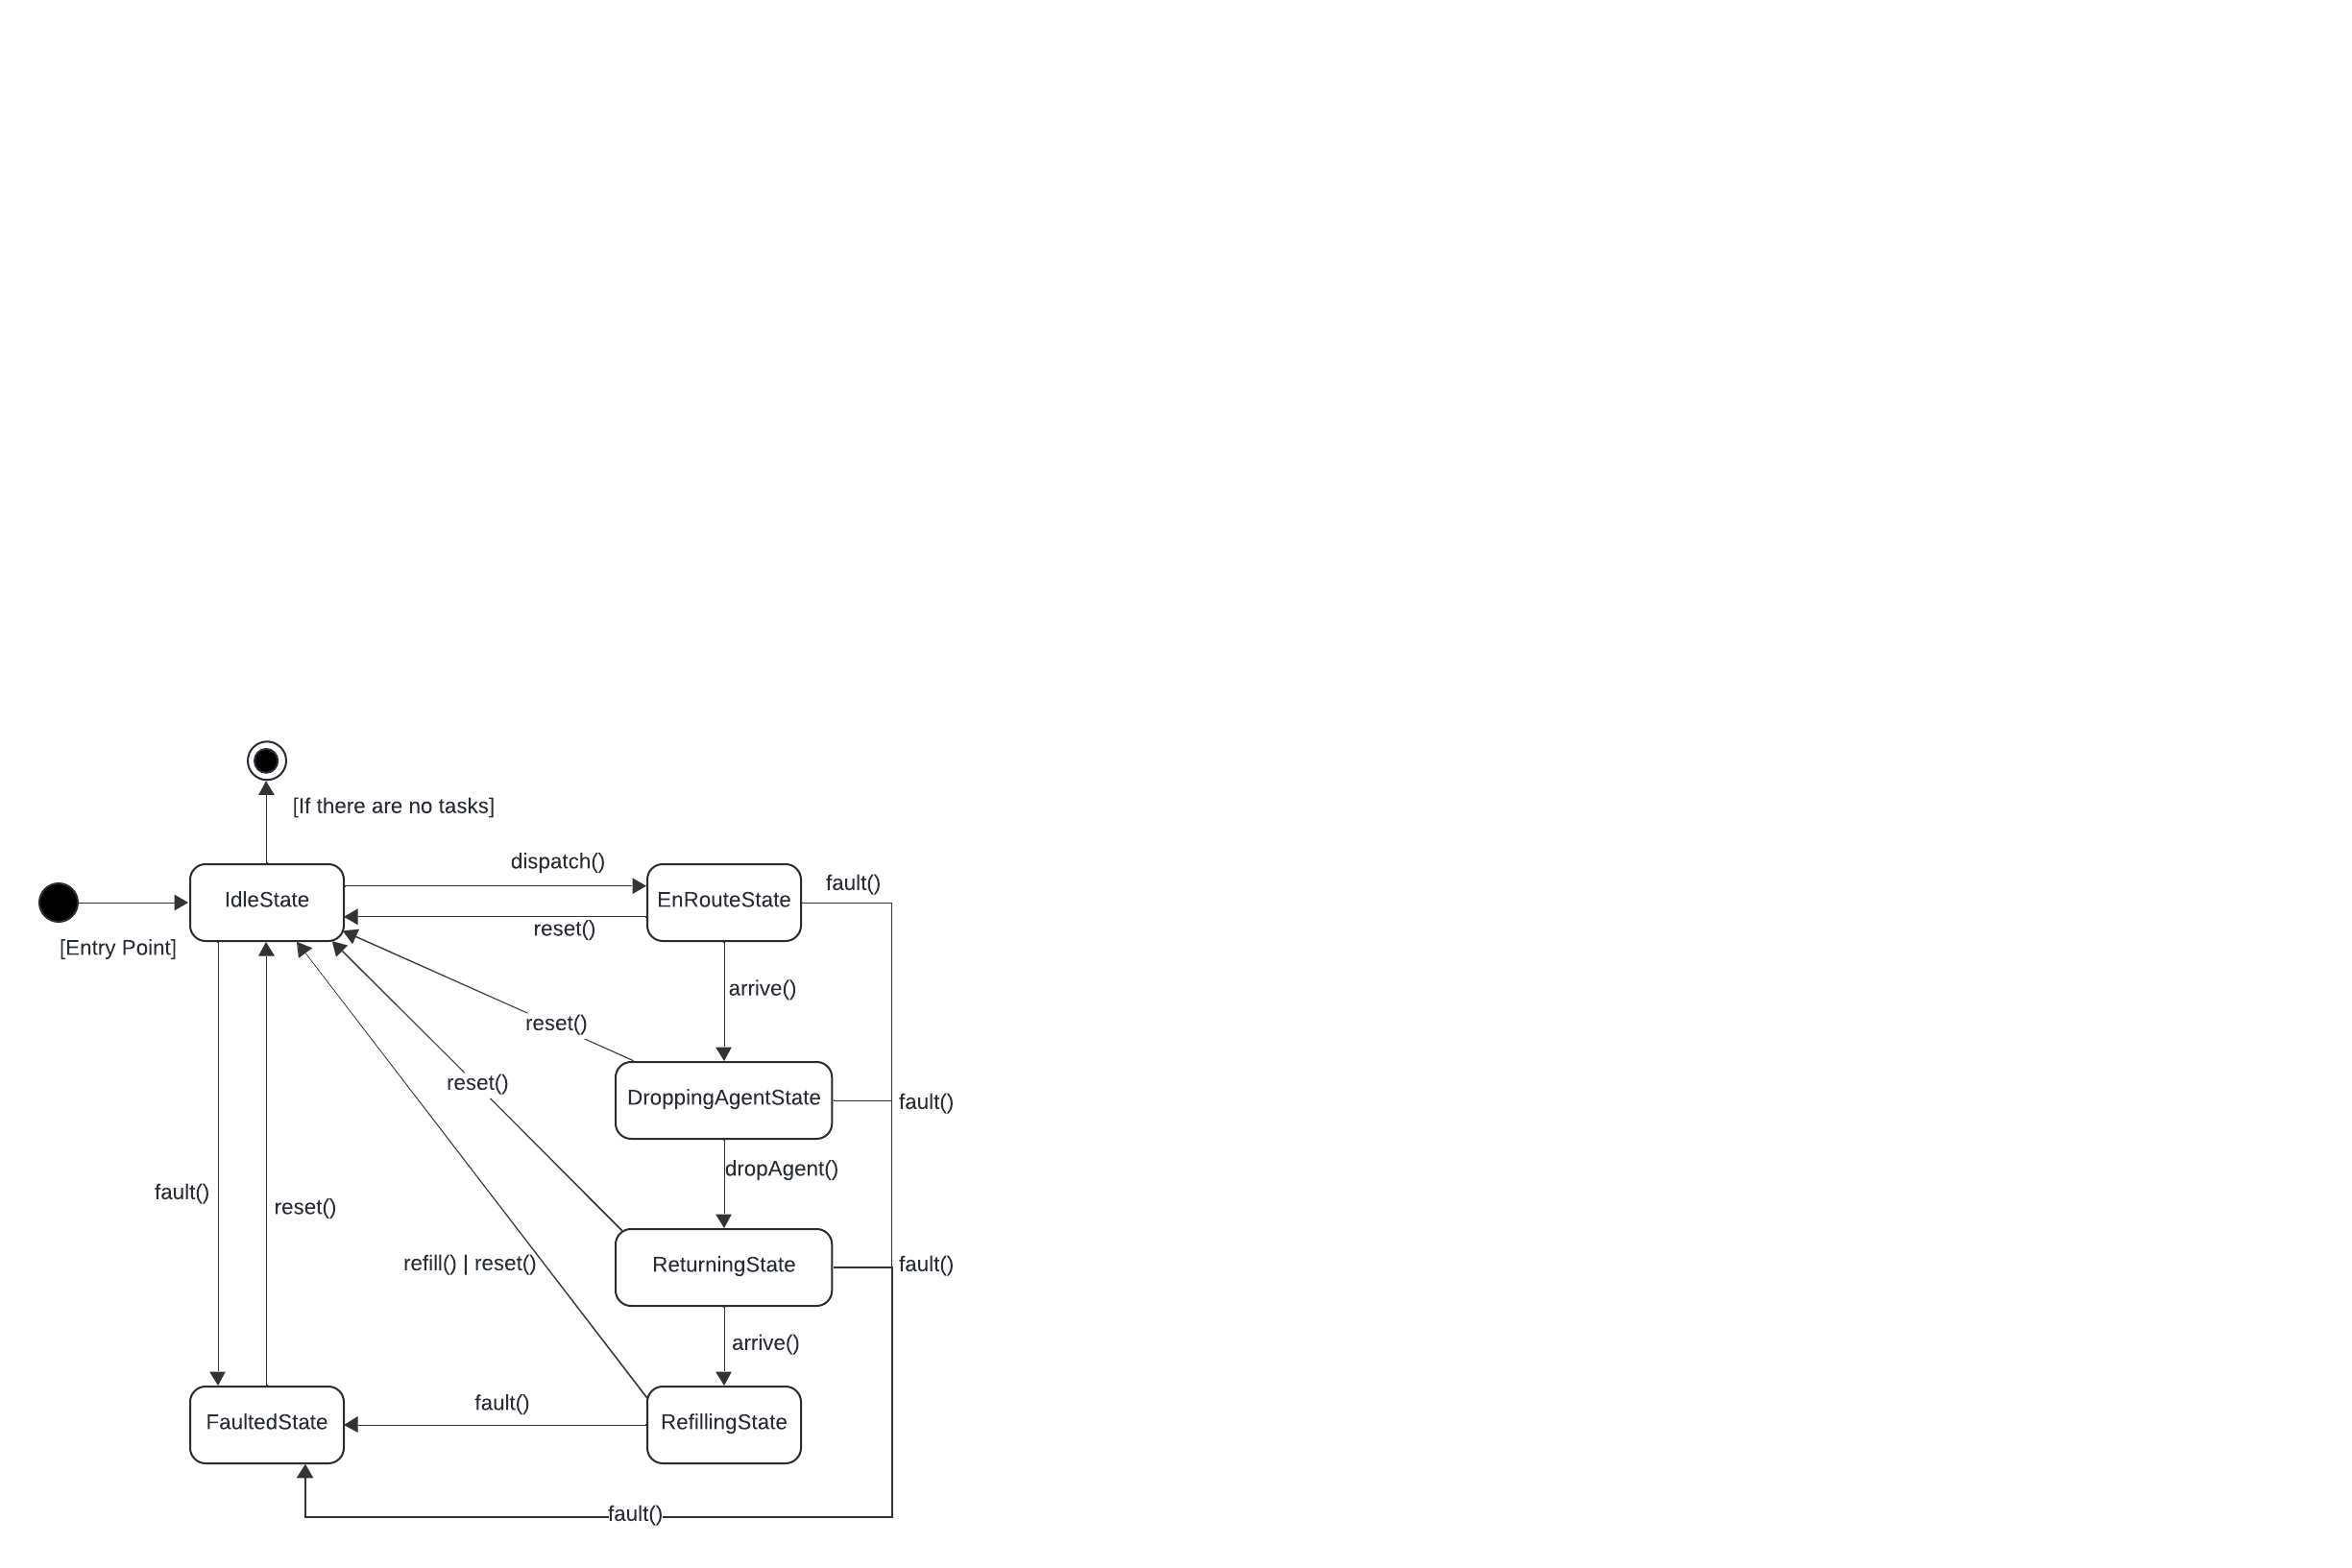 [If there are no tasks]
dispatch()
fault()
IdleState
EnRouteState
reset()
[Entry Point]
arrive()
reset()
reset()
DroppingAgentState
fault()
dropAgent()
fault()
reset()
refill() | reset()
ReturningState
fault()
arrive()
fault()
FaultedState
RefillingState
fault()